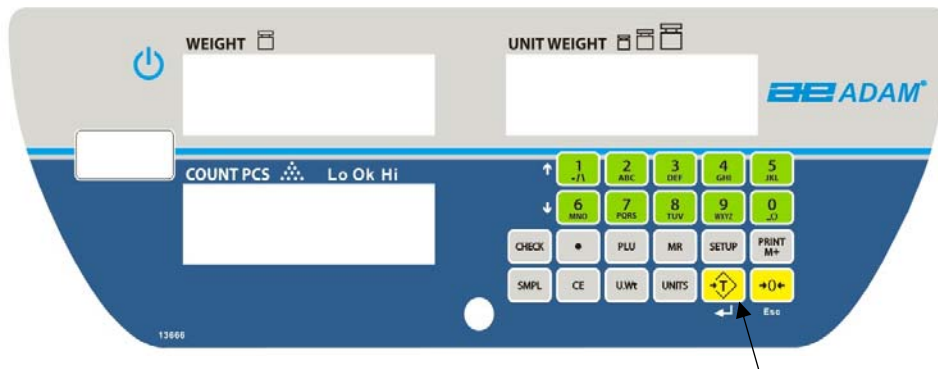 WEIGHT
UNIT WEIGHT
ae ADAM®
COUNT PCS Lo Ok Hi
1 2 3 4 5
.-/\ ABC DEF GHI JKL
6 7 8 9 0
MNO PQRS TUV WXYZ
CHECK • PLU MR SETUP PRINT M+
SMPL CE U.Wt UNITS →T →0←
Esc
13666